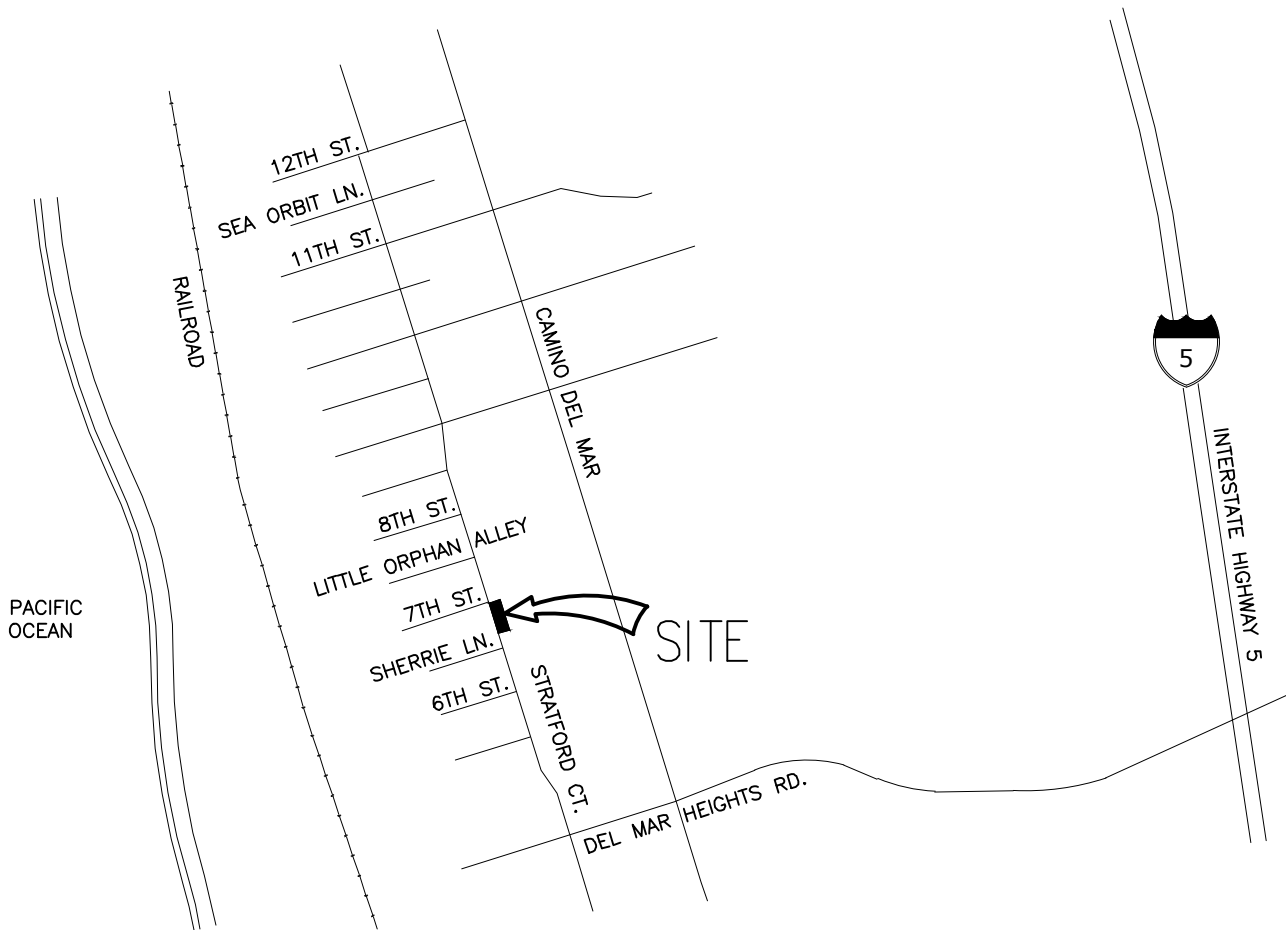 12TH ST.
SEA ORBIT LN.
11TH ST.
RAILROAD
CAMINO DEL MAR
5
INTERSTATE HIGHWAY 5
8TH ST.
LITTLE ORPHAN ALLEY
7TH ST.
PACIFIC
OCEAN
SITE
SHERRIE LN.
6TH ST.
STRATFORD CT.
DEL MAR HEIGHTS RD.